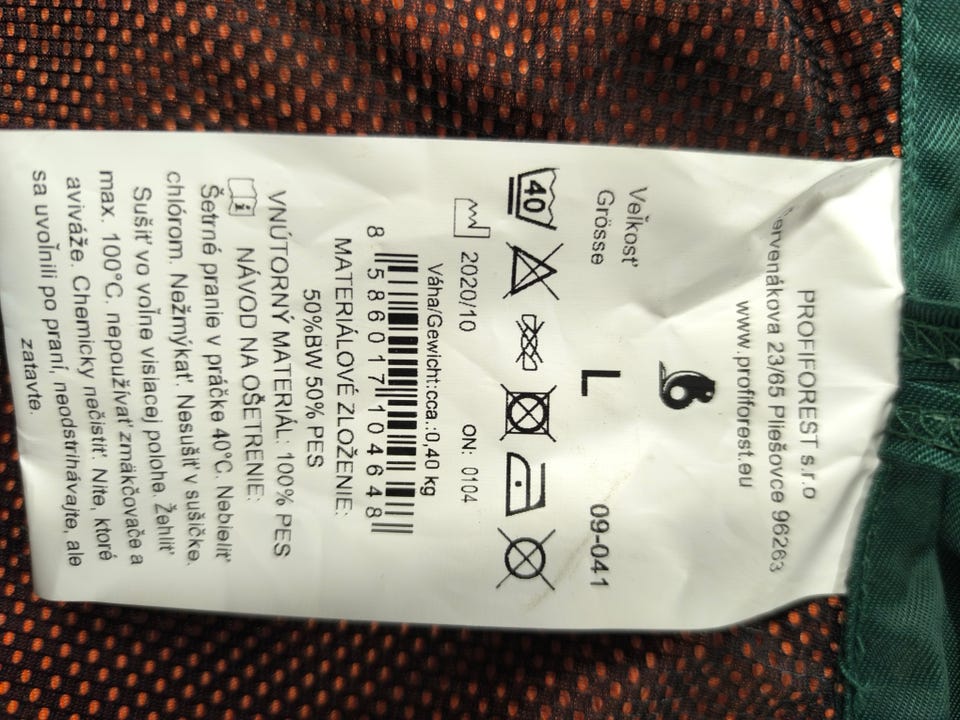 PROFIFOREST s.r.o
ervenákova 23/65 Pliešovce 96263
www.profiforest.eu
Veľkosť
Grösse
L
09-041
40
2020/10
ON: 0104
Váha/Gewicht:cca.:0,40 kg
8 586017 104648
MATERIÁLOVÉ ZLOŽENIE:
50%BW 50% PES
VNÚTORNÝ MATERIÁL: 100% PES
NÁVOD NA OŠETRENIE:
Šetrné pranie v práčke 40°C. Nebieliť
chlórom. Nežmýkať. Nesušiť v sušičke.
Sušiť vo voľne visiacej polohe. Žehliť
max. 100°C, nepoužívať zmäkčovače a
aviváže. Chemicky nečistiť. Nite, ktoré
sa uvoľnili po praní, neodstrihávajte, ale
zatavte.